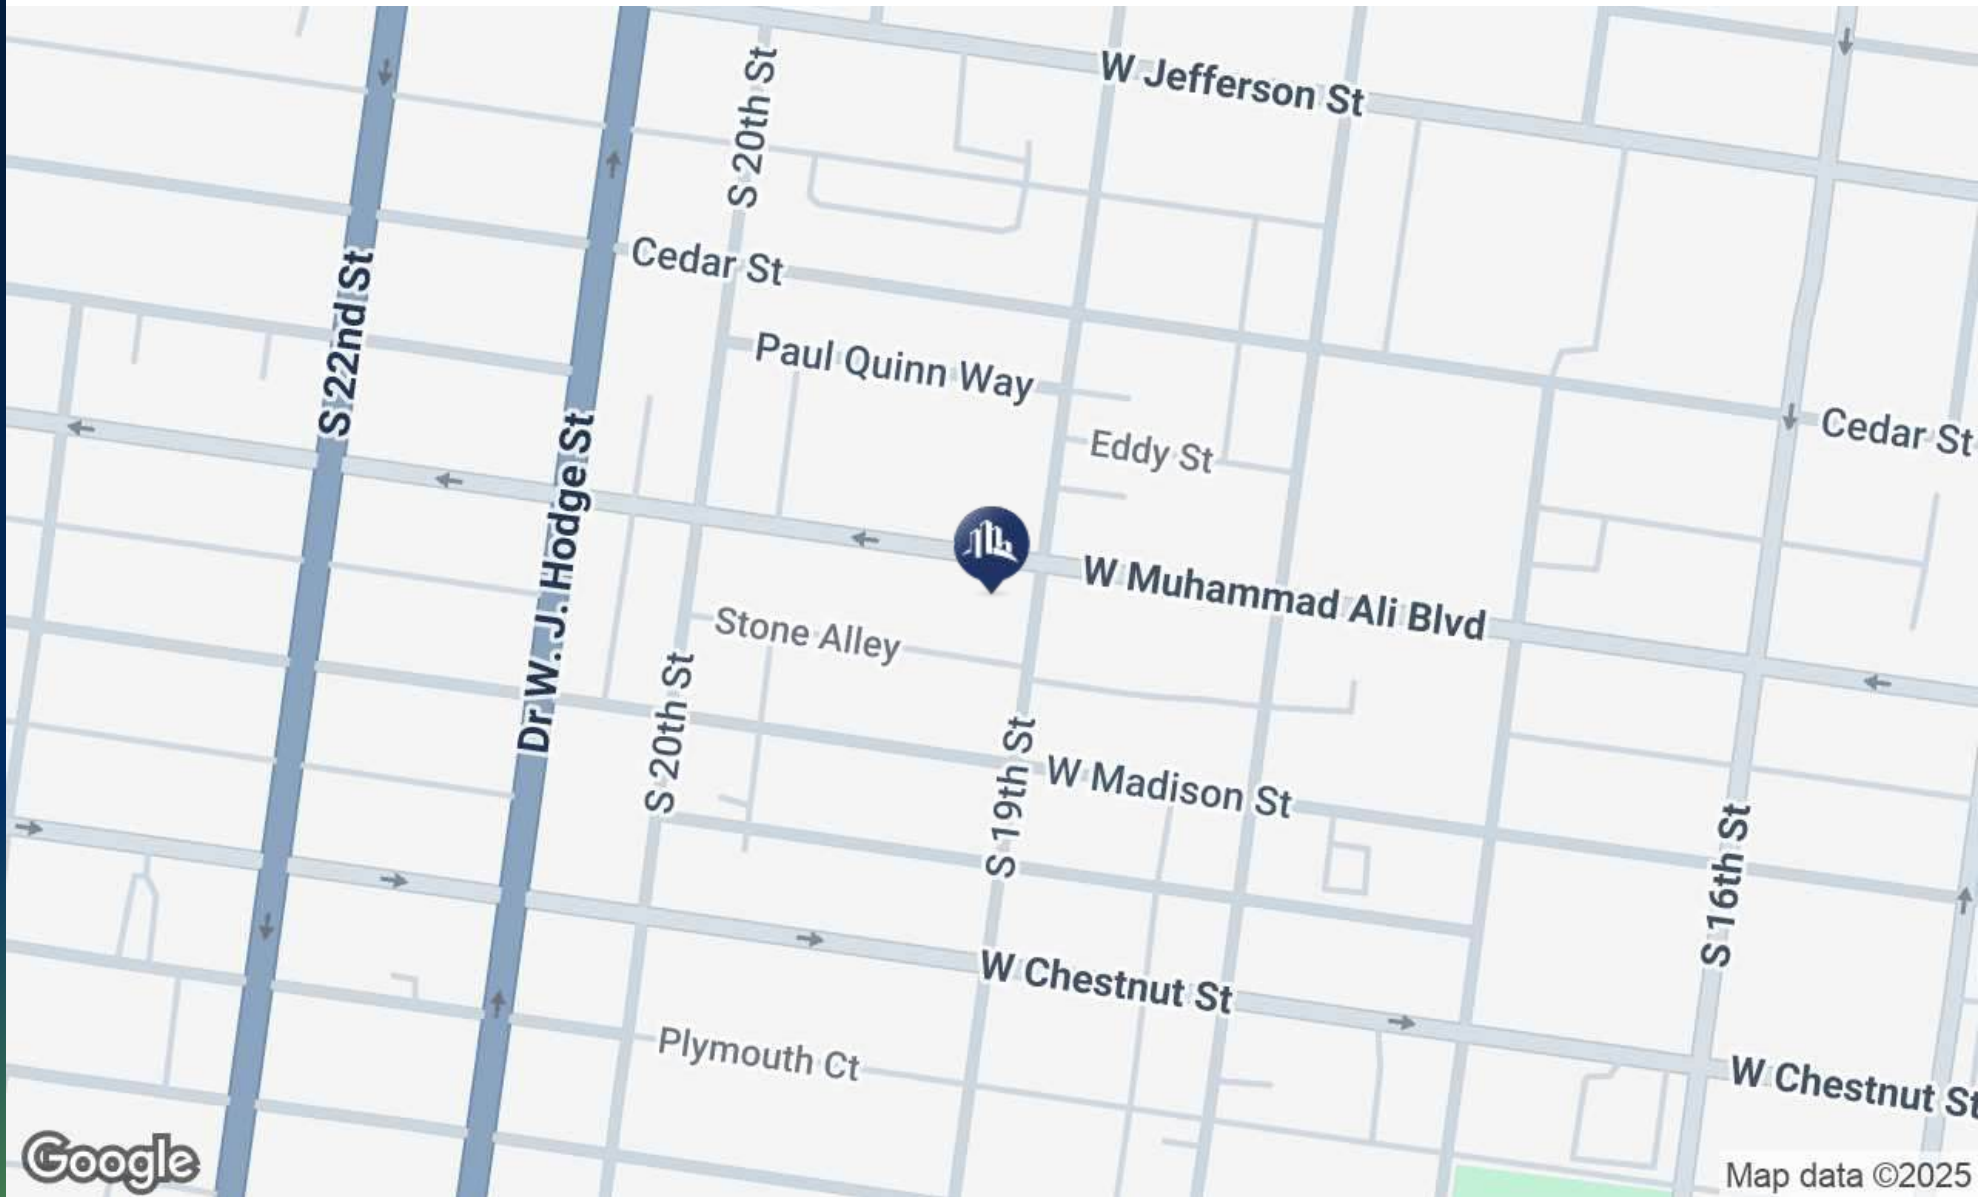 W Jefferson St
S 20th St
Cedar St
S 22nd St
Paul Quinn Way
Cedar St
Eddy St
Dr W. J. Hodge St
W Muhammad Ali Blvd
Stone Alley
S 20th St
S 19th St
W Madison St
S 16th St
W Chestnut St
Plymouth Ct
W Chestnut St
Google
Map data ©2025